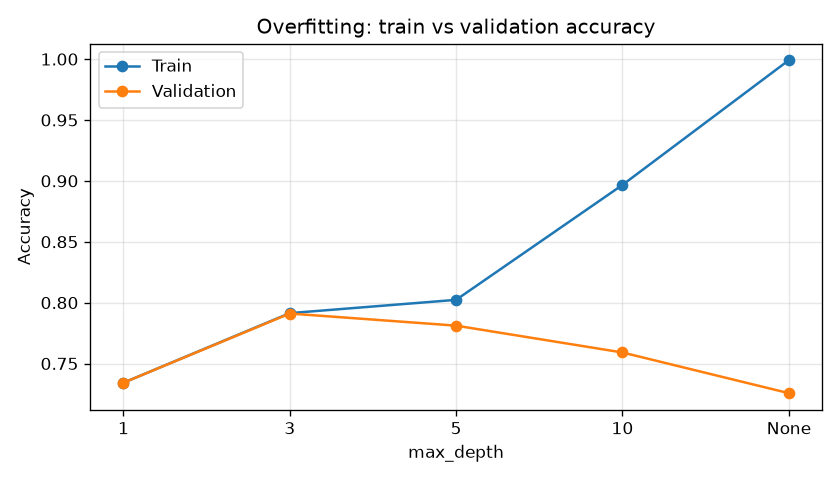 Overfitting: train vs validation accuracy
Train
Validation
1.00
0.95
0.90
0.85
0.80
0.75
Accuracy
1 3 5 10 None
max_depth